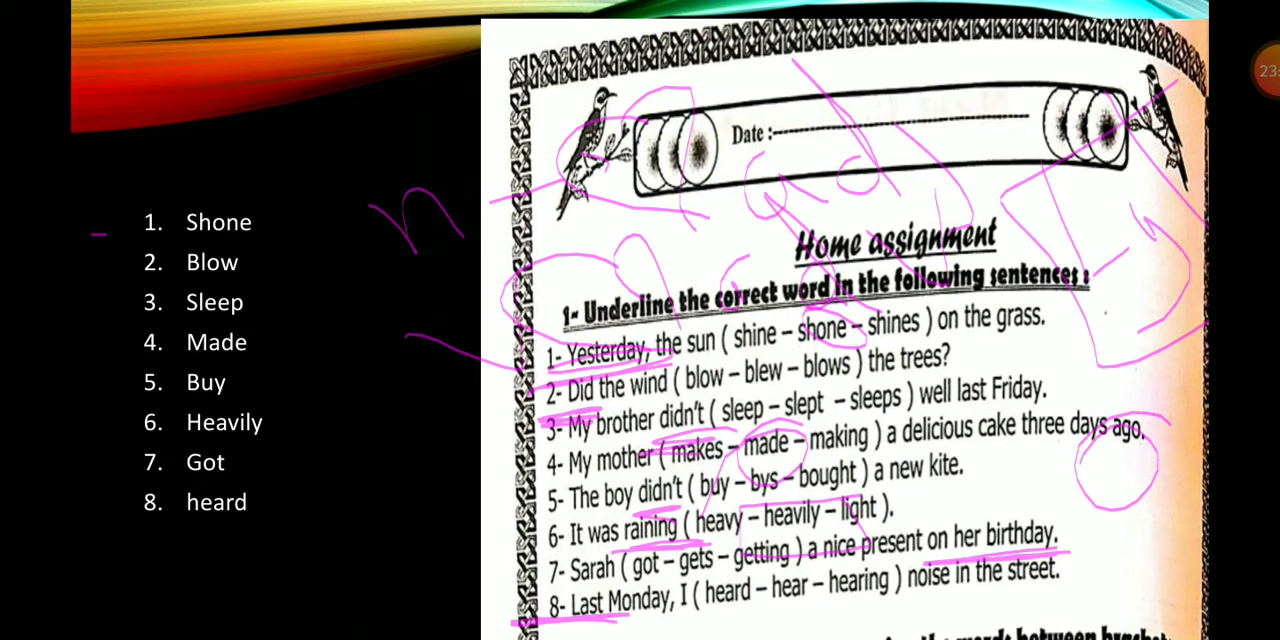 1. Shone
2. Blow
3. Sleep
4. Made
5. Buy
6. Heavily
7. Got
8. heard
23
Date :
Home assignment
1- Underline the correct word in the following sentences :
1- Yesterday, the sun ( shine – shone – shines ) on the grass.
2- Did the wind ( blow – blew – blows ) the trees?
3- My brother didn't ( sleep – slept – sleeps ) well last Friday.
4- My mother ( makes – made – making ) a delicious cake three days ago.
5- The boy didn't ( buy – bys – bought ) a new kite.
6- It was raining ( heavy – heavily – light ).
7- Sarah ( got – gets – getting ) a nice present on her birthday.
8- Last Monday, I ( heard – hear – hearing ) noise in the street.
the words between